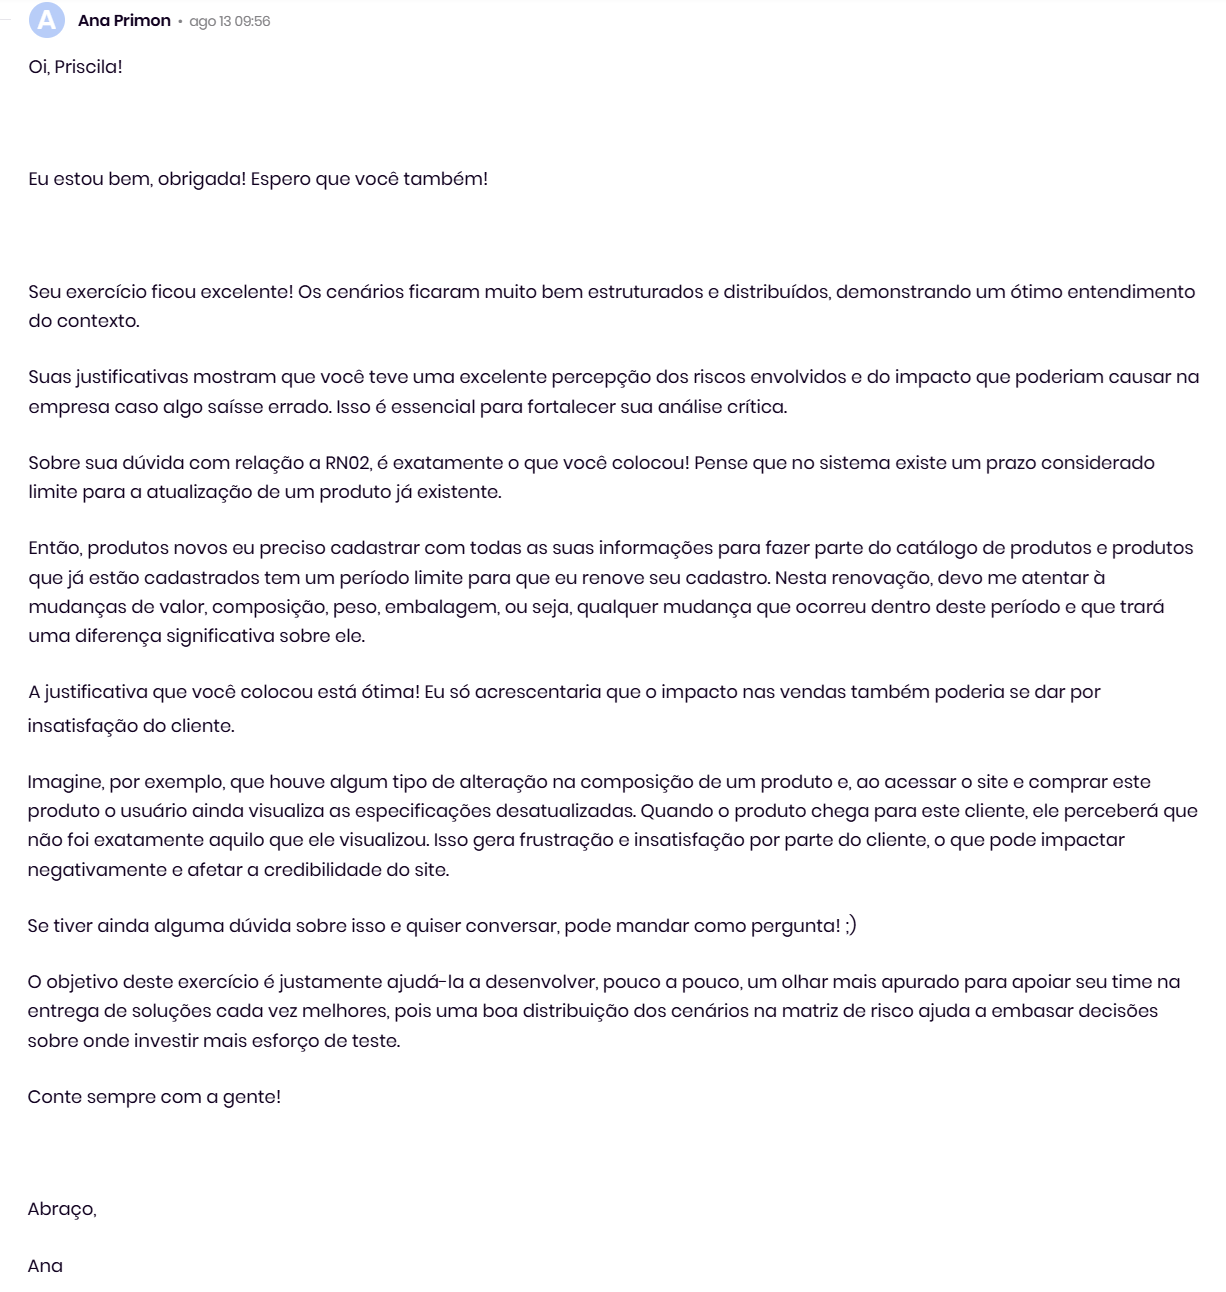 A
Ana Primon • ago 13 09:56
Oi, Priscila!
Eu estou bem, obrigada! Espero que você também!
Seu exercício ficou excelente! Os cenários ficaram muito bem estruturados e distribuídos, demonstrando um ótimo entendimento
do contexto.
Suas justificativas mostram que você teve uma excelente percepção dos riscos envolvidos e do impacto que poderiam causar na
empresa caso algo saísse errado. Isso é essencial para fortalecer sua análise crítica.
Sobre sua dúvida com relação a RN02, é exatamente o que você colocou! Pense que no sistema existe um prazo considerado
limite para a atualização de um produto já existente.
Então, produtos novos eu preciso cadastrar com todas as suas informações para fazer parte do catálogo de produtos e produtos
que já estão cadastrados tem um período limite para que eu renove seu cadastro. Nesta renovação, devo me atentar à
mudanças de valor, composição, peso, embalagem, ou seja, qualquer mudança que ocorreu dentro deste período e que trará
uma diferença significativa sobre ele.
A justificativa que você colocou está ótima! Eu só acrescentaria que o impacto nas vendas também poderia se dar por
insatisfação do cliente.
Imagine, por exemplo, que houve algum tipo de alteração na composição de um produto e, ao acessar o site e comprar este
produto o usuário ainda visualiza as especificações desatualizadas. Quando o produto chega para este cliente, ele perceberá que
não foi exatamente aquilo que ele visualizou. Isso gera frustração e insatisfação por parte do cliente, o que pode impactar
negativamente e afetar a credibilidade do site.
Se tiver ainda alguma dúvida sobre isso e quiser conversar, pode mandar como pergunta! ;)
O objetivo deste exercício é justamente ajudá-la a desenvolver, pouco a pouco, um olhar mais apurado para apoiar seu time na
entrega de soluções cada vez melhores, pois uma boa distribuição dos cenários na matriz de risco ajuda a embasar decisões
sobre onde investir mais esforço de teste.
Conte sempre com a gente!
Abraço,
Ana